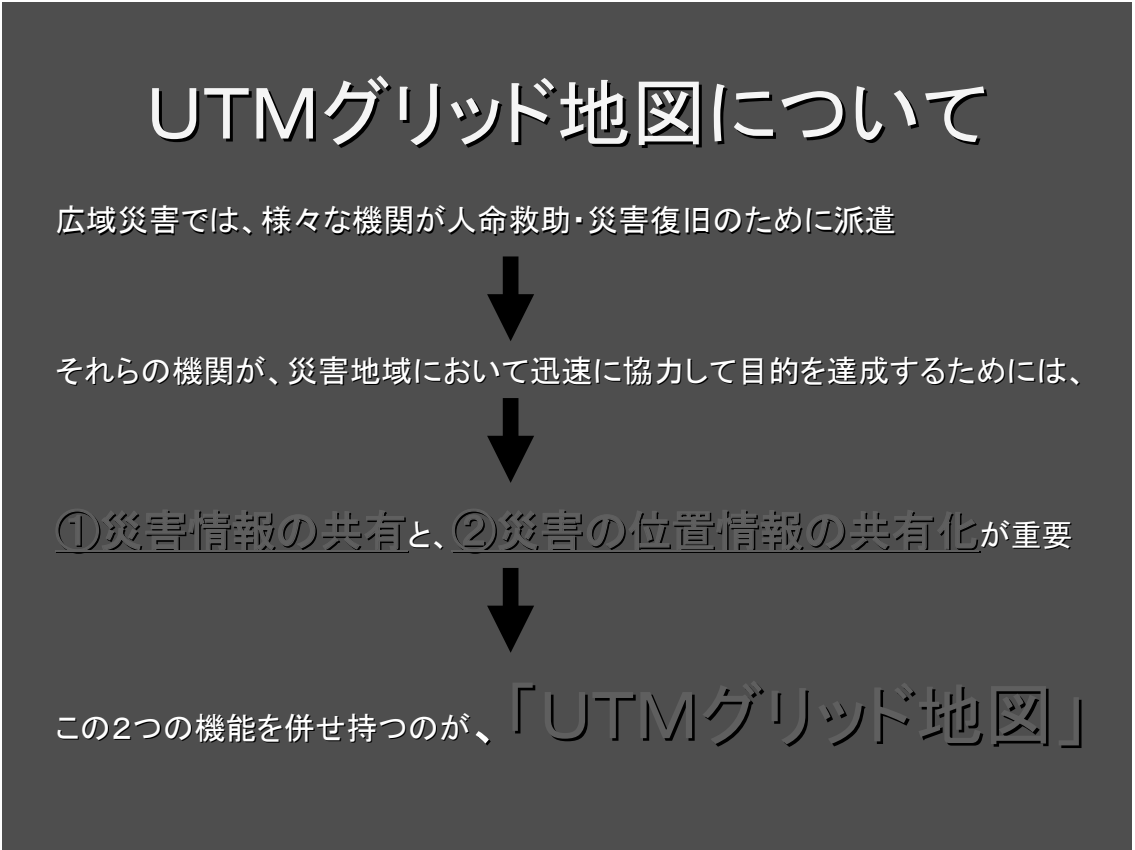 UTMグリッド地図について
広域災害では、様々な機関が人命救助・災害復旧のために派遣
それらの機関が、災害地域において迅速に協力して目的を達成するためには、
①災害情報の共有と、②災害の位置情報の共有化が重要
この2つの機能を併せ持つのが、「UTMグリッド地図」